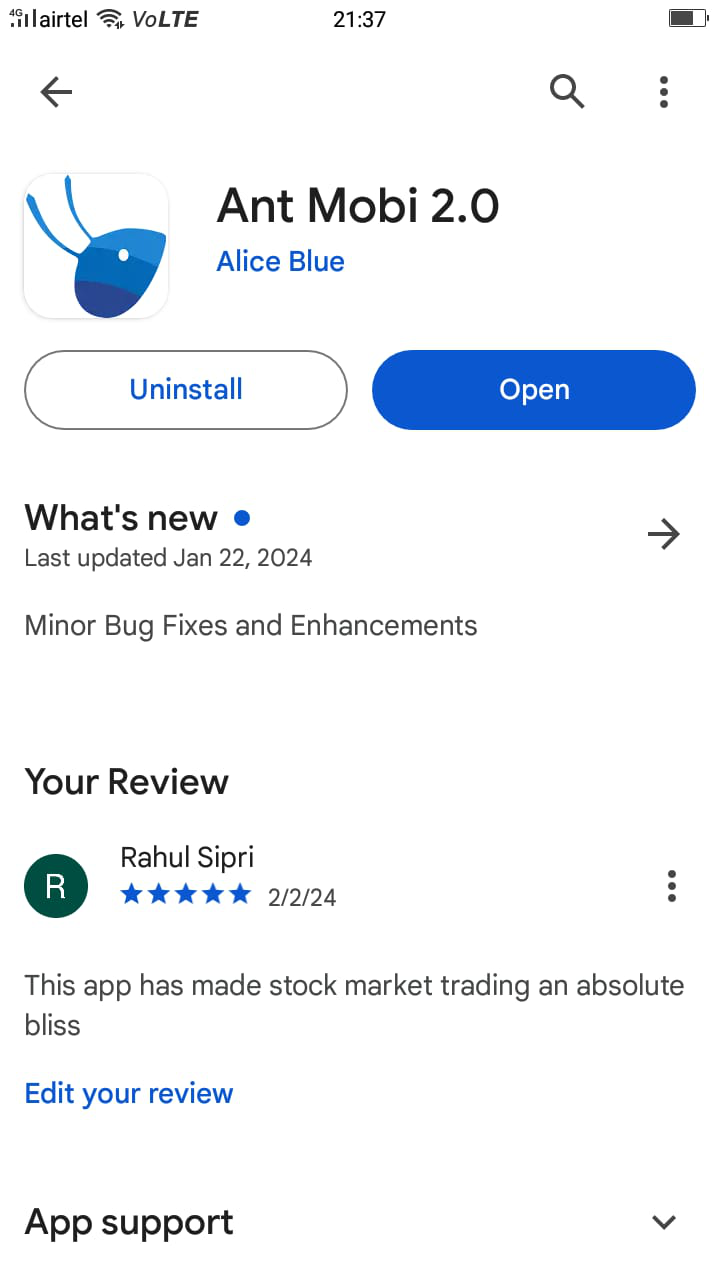 4G airtel VoLTE 21:37
Ant Mobi 2.0
Alice Blue
Uninstall Open
What's new
Last updated Jan 22, 2024
Minor Bug Fixes and Enhancements
Your Review
R
Rahul Sipri
2/2/24
This app has made stock market trading an absolute
bliss
Edit your review
App support